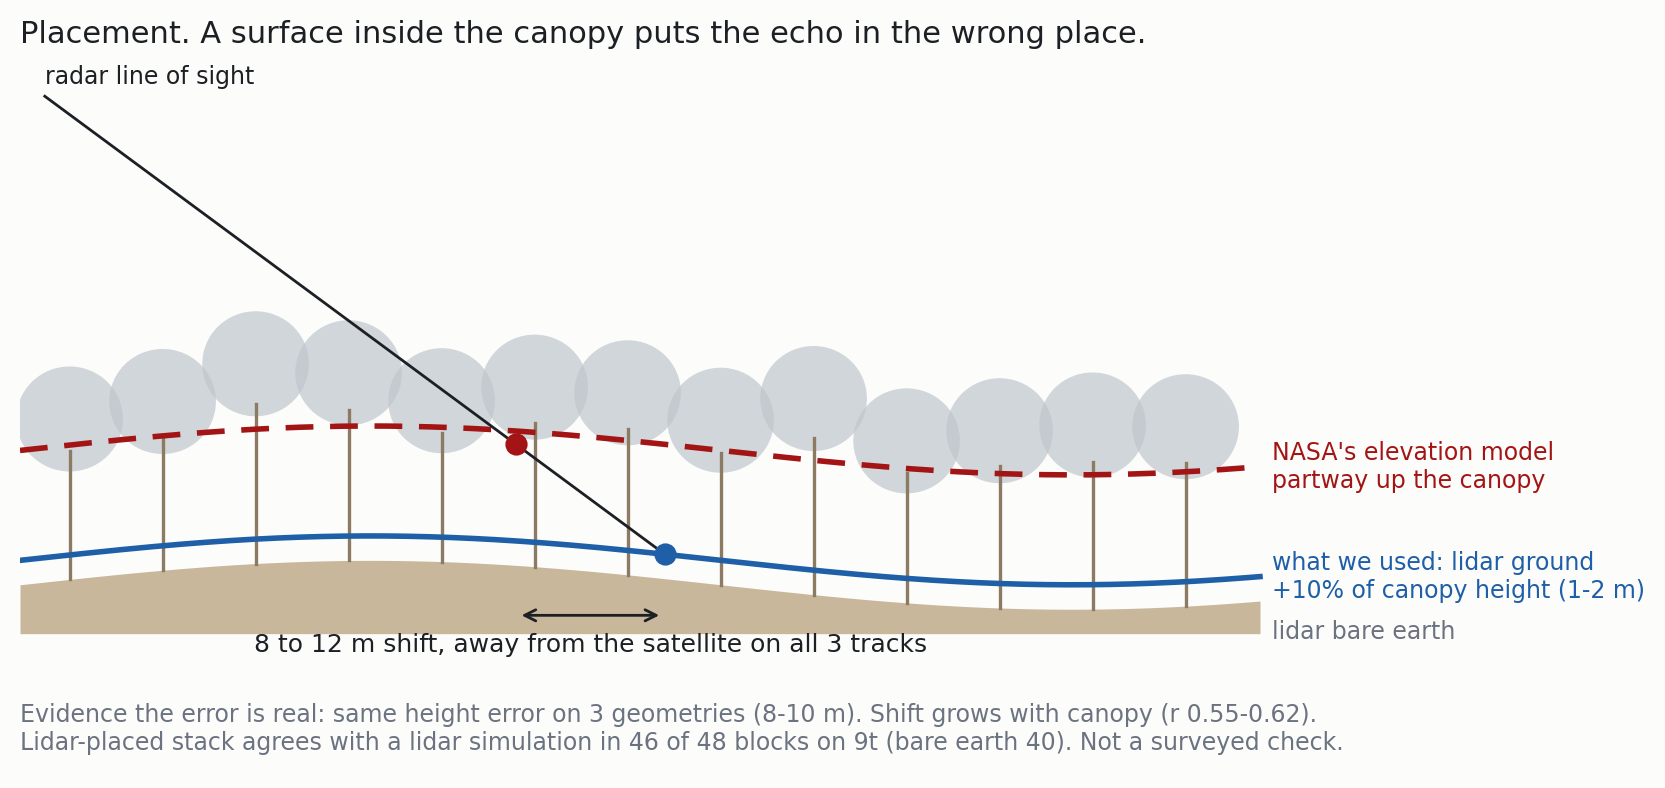 Placement. A surface inside the canopy puts the echo in the wrong place.
radar line of sight
NASA's elevation model
partway up the canopy
what we used: lidar ground
+10% of canopy height (1-2 m)
lidar bare earth
8 to 12 m shift, away from the satellite on all 3 tracks
Evidence the error is real: same height error on 3 geometries (8-10 m). Shift grows with canopy (r 0.55-0.62).
Lidar-placed stack agrees with a lidar simulation in 46 of 48 blocks on 9t (bare earth 40). Not a surveyed check.